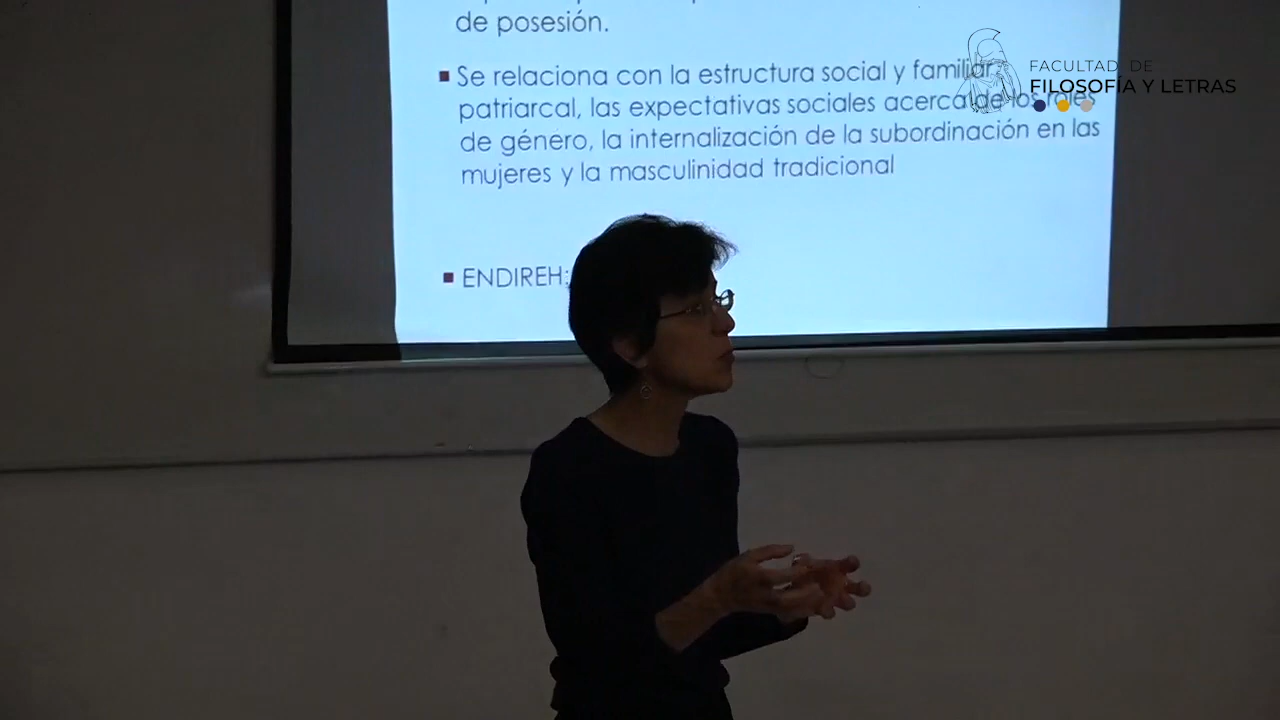 de posesión.
Se relaciona con la estructura social y familiar
patriarcal, las expectativas sociales acerca de los roles
de género, la internalización de la subordinación en las
mujeres y la masculinidad tradicional
ENDIREH:
FACULTAD DE
FILOSOFÍA Y LETRAS